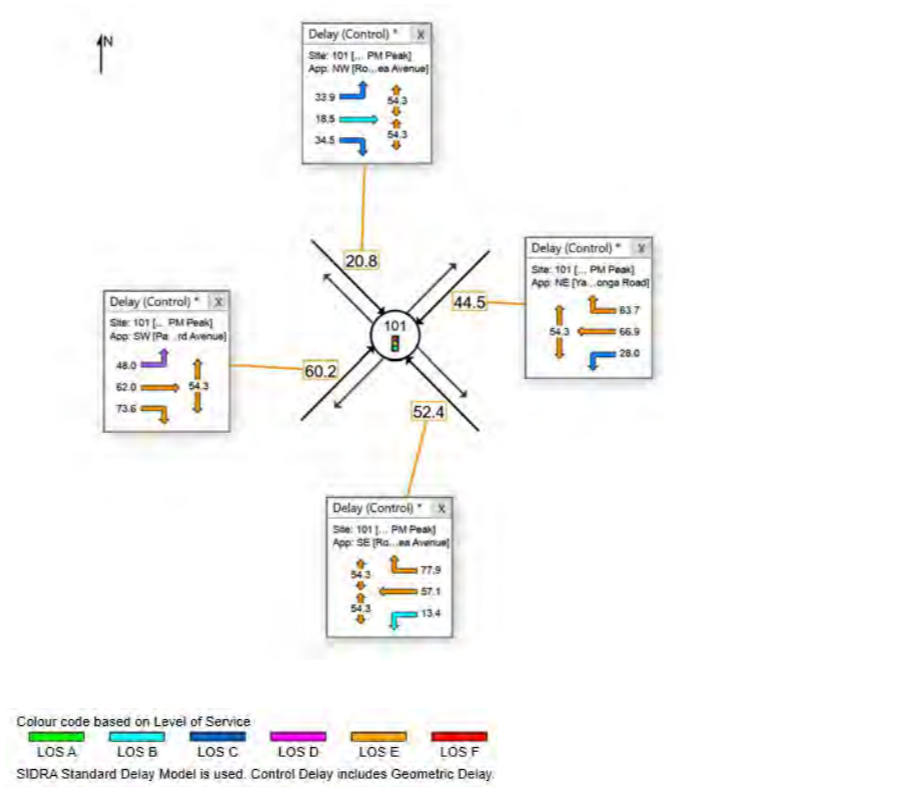 N
Delay (Control) * X
Site: 101 [... PM Peak]
App: NW [Ro...ea Avenue]
33.9
54.3
18.5
54.3
34.5
20.8
Delay (Control) * X
Site: 101 [... PM Peak]
App: NE [Ya...onga Road]
63.7
54.3
66.9
28.0
44.5
101
Delay (Control) * X
Site: 101 [... PM Peak]
App: SW [Pa...rd Avenue]
48.0
62.0
54.3
73.6
60.2
52.4
Delay (Control) * X
Site: 101 [... PM Peak]
App: SE [Ro...ea Avenue]
77.9
54.3
57.1
54.3
13.4
Colour code based on Level of Service
LOS A LOS B LOS C LOS D LOS E LOS F
SIDRA Standard Delay Model is used. Control Delay includes Geometric Delay.